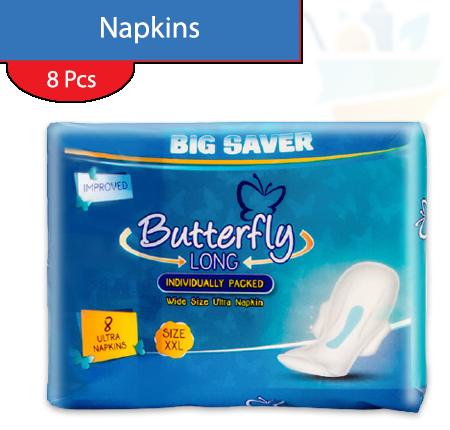 Napkins
8 Pcs
BIG SAVER
IMPROVED
Butterfly
LONG
INDIVIDUALLY PACKED
Wide Size Ultra Napkin
8
ULTRA
NAPKINS
SIZE
XXL